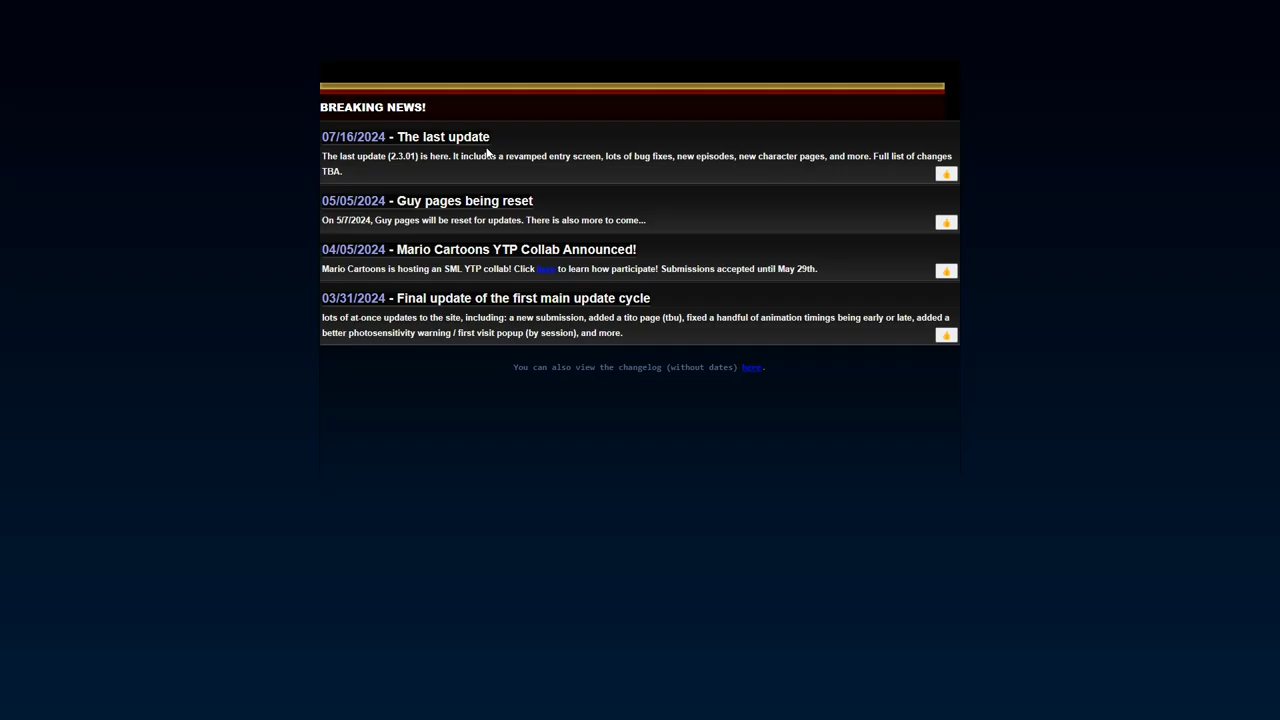 BREAKING NEWS!
07/16/2024 - The last update
The last update (2.3.01) is here. It includes a revamped entry screen, lots of bug fixes, new episodes, new character pages, and more. Full list of changes
TBA.
05/05/2024 - Guy pages being reset
On 5/7/2024, Guy pages will be reset for updates. There is also more to come...
04/05/2024 - Mario Cartoons YTP Collab Announced!
Mario Cartoons is hosting an SML YTP collab! Click here to learn how participate! Submissions accepted until May 29th.
03/31/2024 - Final update of the first main update cycle
lots of at-once updates to the site, including: a new submission, added a tito page (tbu), fixed a handful of animation timings being early or late, added a
better photosensitivity warning / first visit popup (by session), and more.
You can also view the changelog (without dates) here.